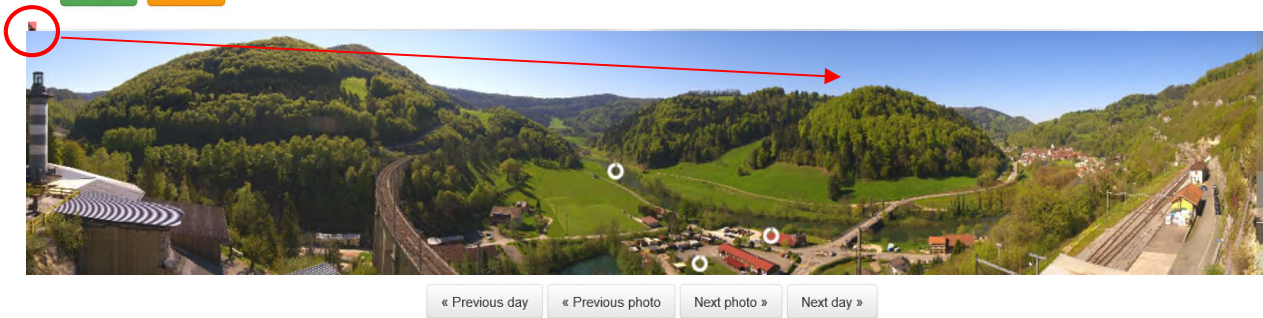 « Previous day
« Previous photo
Next photo »
Next day »